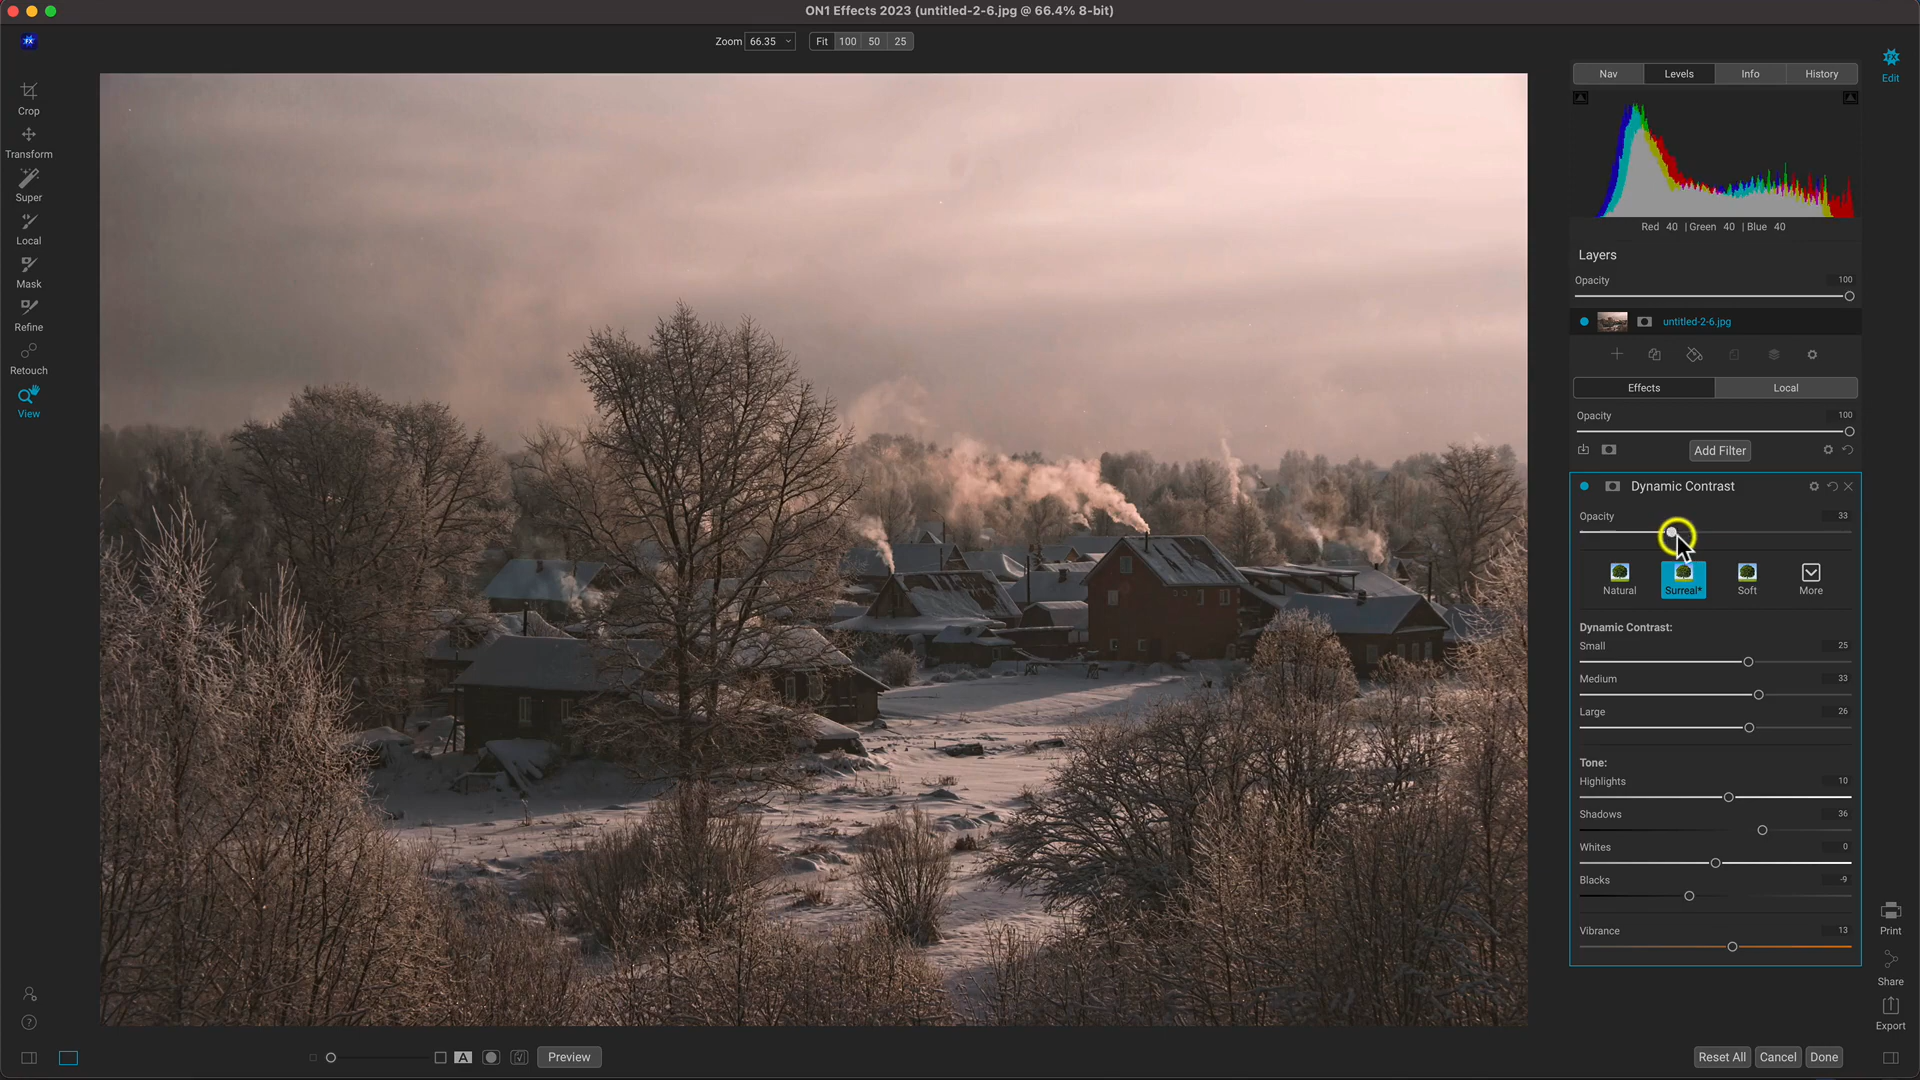 ON1 Effects 2023 (untitled-2-6.jpg @ 66.4% 8-bit)
Zoom 66.35 Fit 100 50 25
Crop
Transform
Super
Local
Mask
Refine
Retouch
View
Nav Levels Info History
Edit
Red 40 |Green 40 |Blue 40
Layers
Opacity 100
untitled-2-6.jpg
Effects Local
Opacity 100
Add Filter
Dynamic Contrast
Opacity 33
Natural Surreal* Soft More
Dynamic Contrast:
Small 25
Medium 33
Large 26
Tone:
Highlights 10
Shadows 36
Whites 0
Blacks -9
Vibrance 13
Print
Share
Export
A Preview
Reset All Cancel Done